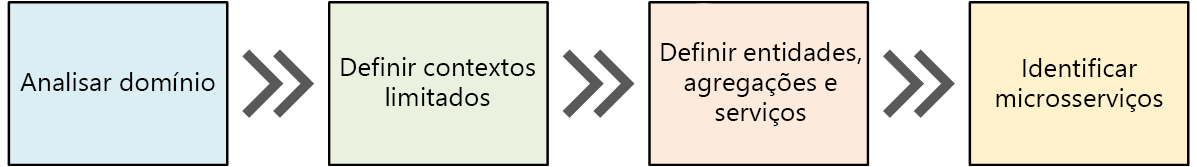 Analisar domínio
Definir contextos
limitados
Definir entidades,
agregações e
serviços
Identificar
microsserviços